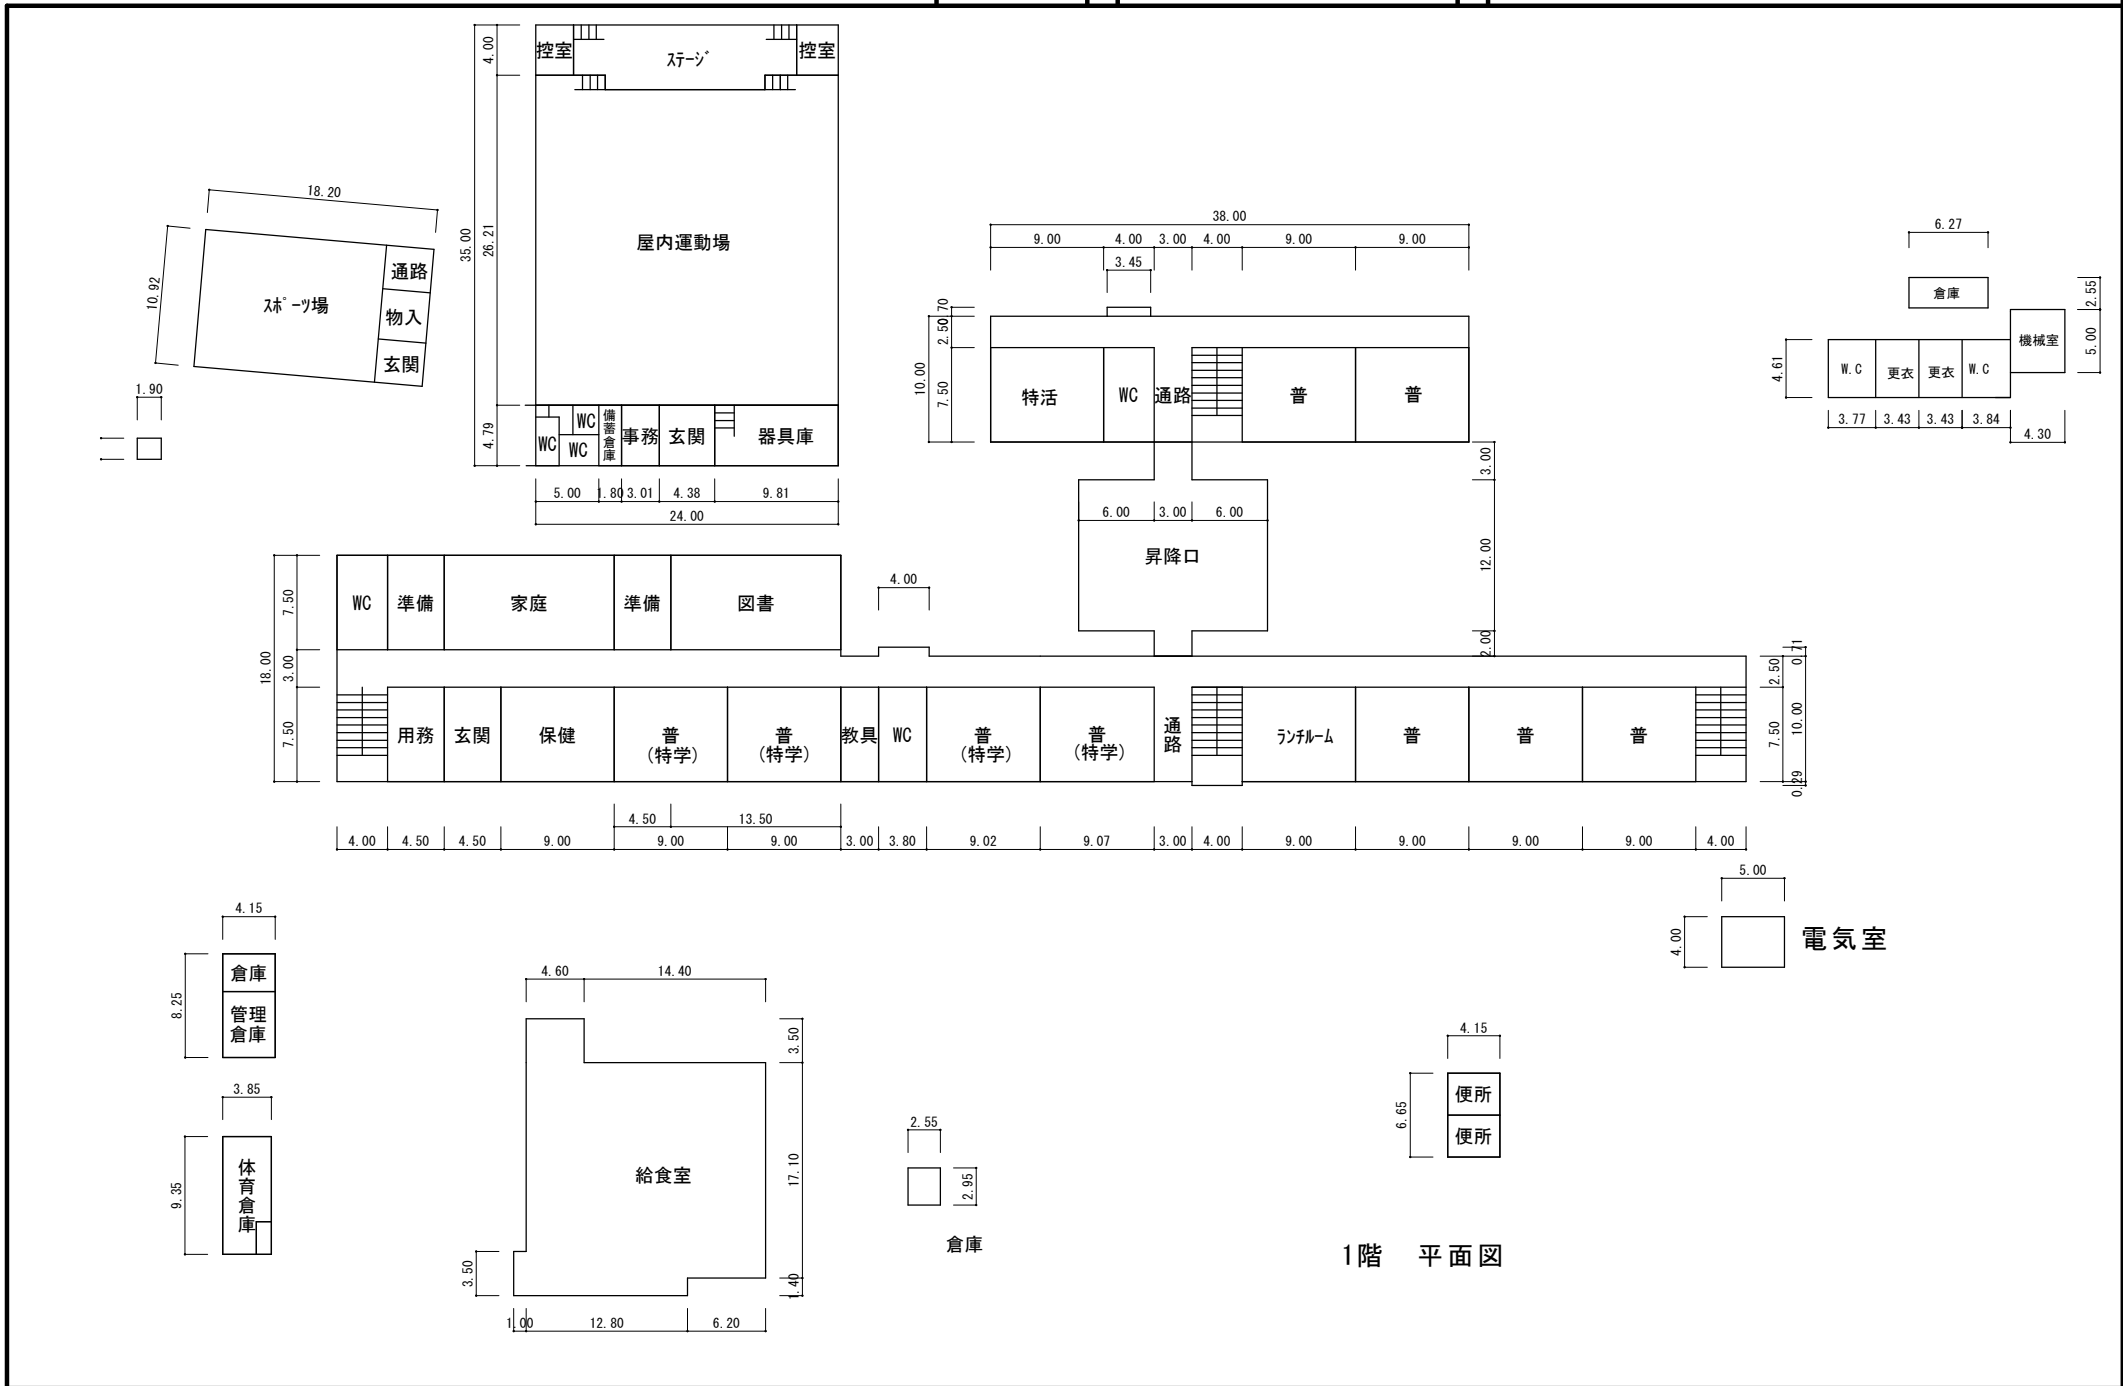 控室
ステージ
控室
4.00
26.21
35.00
4.79
屋内運動場
WC
WC
WC
備蓄倉庫
事務
玄関
器具庫
5.00
1.80
3.01
4.38
9.81
24.00
18.20
10.92
スポーツ場
通路
物入
玄関
1.90
38.00
9.00
4.00
3.00
4.00
9.00
9.00
3.45
0.70
2.50
10.00
7.50
特活
WC
通路
普
普
3.00
12.00
2.00
6.00
3.00
6.00
昇降口
6.27
倉庫
2.55
5.00
機械室
4.61
W.C
更衣
更衣
W.C
3.77
3.43
3.43
3.84
4.30
7.50
3.00
18.00
7.50
WC
準備
家庭
準備
図書
4.00
用務
玄関
保健
普
(特学)
普
(特学)
教具
WC
普
(特学)
普
(特学)
通路
ランチルーム
普
普
普
0.71
2.50
10.00
7.50
0.29
4.50
13.50
4.00
4.50
4.50
9.00
9.00
9.00
3.00
3.80
9.02
9.07
3.00
4.00
9.00
9.00
9.00
9.00
4.00
5.00
4.00
電気室
4.15
8.25
倉庫
管理
倉庫
3.85
9.35
体育倉庫
4.60
14.40
3.50
17.10
1.40
給食室
3.50
1.00
12.80
6.20
2.55
2.95
倉庫
4.15
6.65
便所
便所
1階 平面図